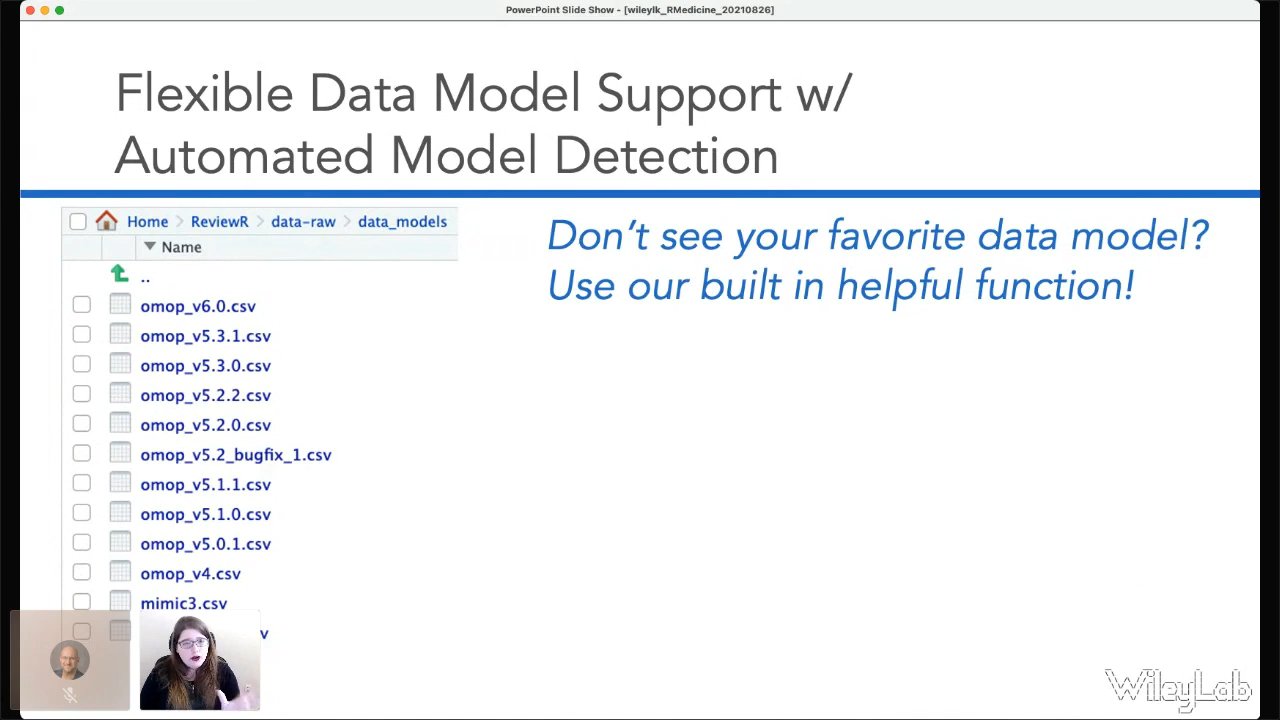 PowerPoint Slide Show - [wileylk_RMedicine_20210826]
Flexible Data Model Support w/
Automated Model Detection
Home > ReviewR > data-raw > data_models
Name
..
omop_v6.0.csv
omop_v5.3.1.csv
omop_v5.3.0.csv
omop_v5.2.2.csv
omop_v5.2.0.csv
omop_v5.2_bugfix_1.csv
omop_v5.1.1.csv
omop_v5.1.0.csv
omop_v5.0.1.csv
omop_v4.csv
mimic3.csv
Don't see your favorite data model?
Use our built in helpful function!
WileyLab